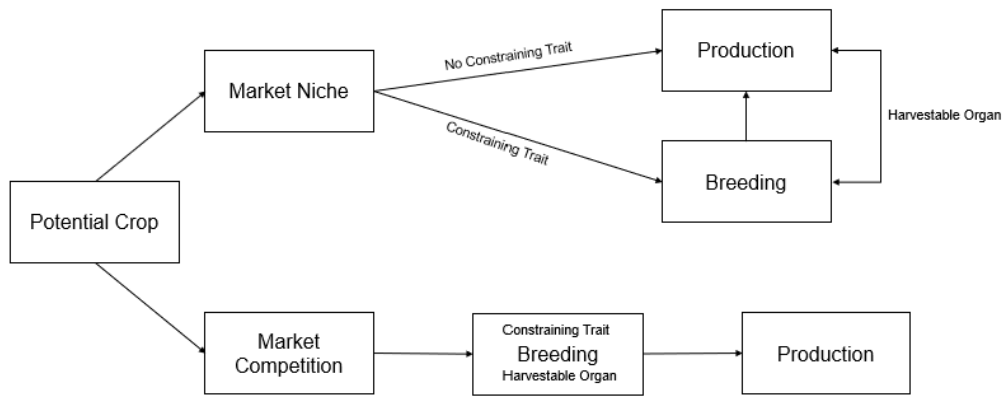 Production
No Constraining Trait
Market Niche
Harvestable Organ
Constraining Trait
Breeding
Potential Crop
Market
Competition
Constraining Trait
Breeding
Harvestable Organ
Production